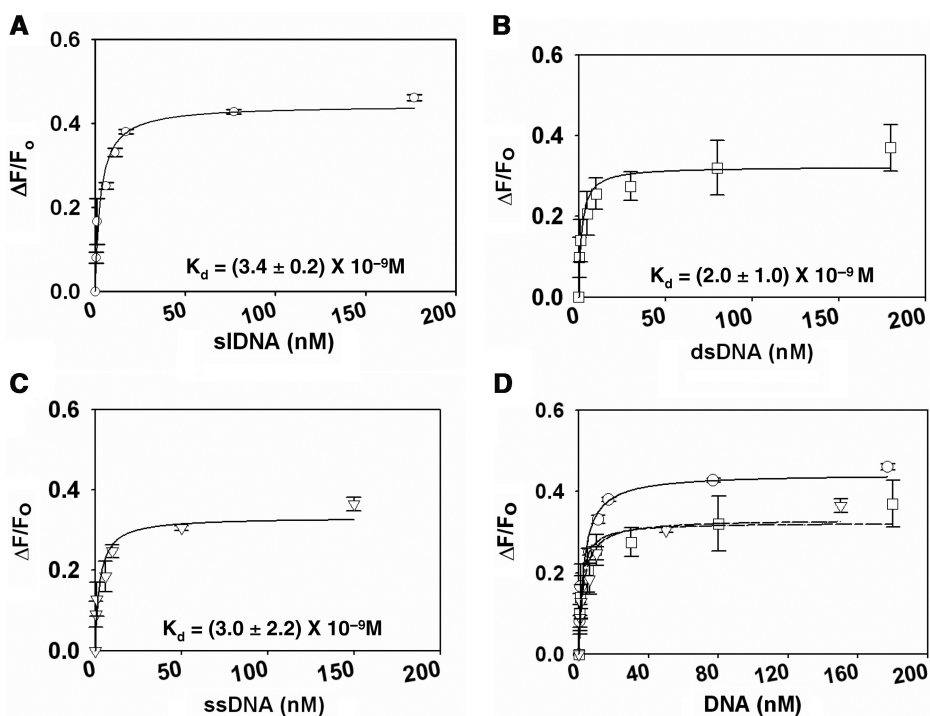 A
0.6
0.4
0.2
0.0
ΔF/Fo
Kd = (3.4 ± 0.2) X 10–9M
0 50 100 150 200
slDNA (nM)
B
0.6
0.4
0.2
0.0
ΔF/Fo
Kd = (2.0 ± 1.0) X 10–9 M
0 50 100 150 200
dsDNA (nM)
C
0.6
0.4
0.2
0.0
ΔF/Fo
Kd = (3.0 ± 2.2) X 10–9M
0 50 100 150 200
ssDNA (nM)
D
0.6
0.4
0.2
0.0
ΔF/Fo
0 40 80 120 160 200
DNA (nM)